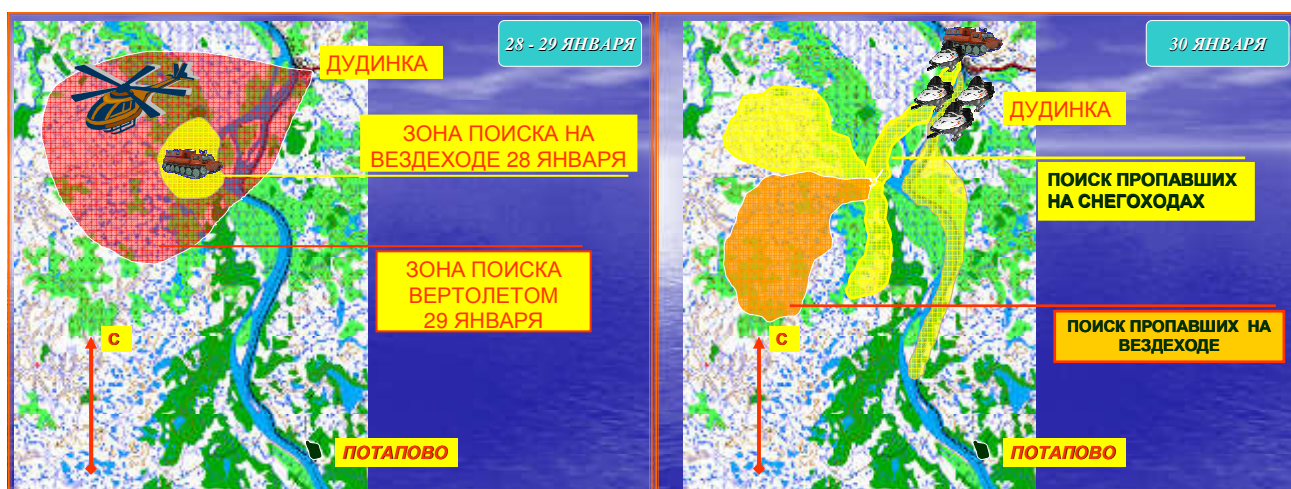 28 - 29 ЯНВАРЯ
ДУДИНКА
ЗОНА ПОИСКА НА
ВЕЗДЕХОДЕ 28 ЯНВАРЯ
ЗОНА ПОИСКА
ВЕРТОЛЕТОМ
29 ЯНВАРЯ
С
ПОТАПОВО
30 ЯНВАРЯ
ДУДИНКА
ПОИСК ПРОПАВШИХ
НА СНЕГОХОДАХ
ПОИСК ПРОПАВШИХ НА
ВЕЗДЕХОДЕ
С
ПОТАПОВО